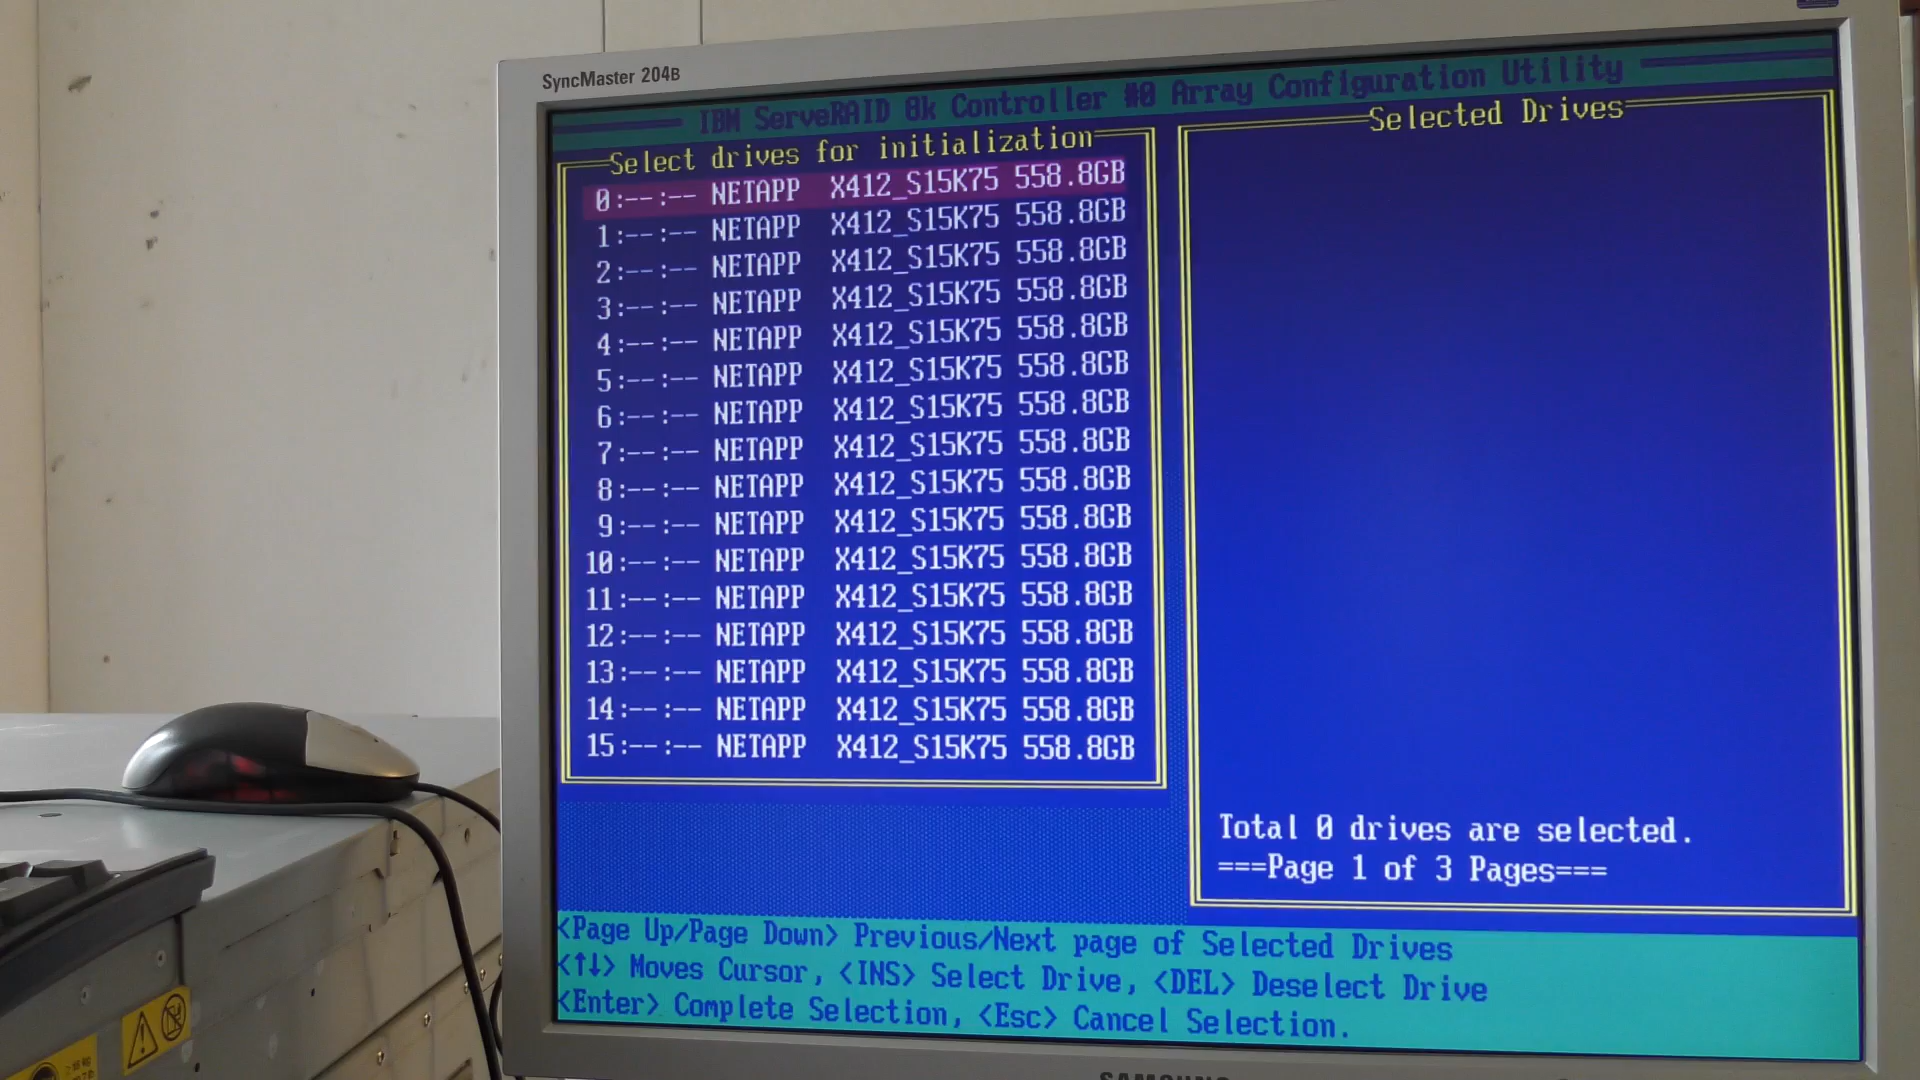 SyncMaster 204B
IBM ServeRAID 8k Controller #0 Array Configuration Utility
Select drives for initialization
0:--:-- NETAPP X412_S15K75 558.8GB
1:--:-- NETAPP X412_S15K75 558.8GB
2:--:-- NETAPP X412_S15K75 558.8GB
3:--:-- NETAPP X412_S15K75 558.8GB
4:--:-- NETAPP X412_S15K75 558.8GB
5:--:-- NETAPP X412_S15K75 558.8GB
6:--:-- NETAPP X412_S15K75 558.8GB
7:--:-- NETAPP X412_S15K75 558.8GB
8:--:-- NETAPP X412_S15K75 558.8GB
9:--:-- NETAPP X412_S15K75 558.8GB
10:--:-- NETAPP X412_S15K75 558.8GB
11:--:-- NETAPP X412_S15K75 558.8GB
12:--:-- NETAPP X412_S15K75 558.8GB
13:--:-- NETAPP X412_S15K75 558.8GB
14:--:-- NETAPP X412_S15K75 558.8GB
15:--:-- NETAPP X412_S15K75 558.8GB
Selected Drives
Total 0 drives are selected.
===Page 1 of 3 Pages===
<Page Up/Page Down> Previous/Next page of Selected Drives
<↑↓> Moves Cursor, <INS> Select Drive, <DEL> Deselect Drive
<Enter> Complete Selection, <Esc> Cancel Selection.
SAMSUNG